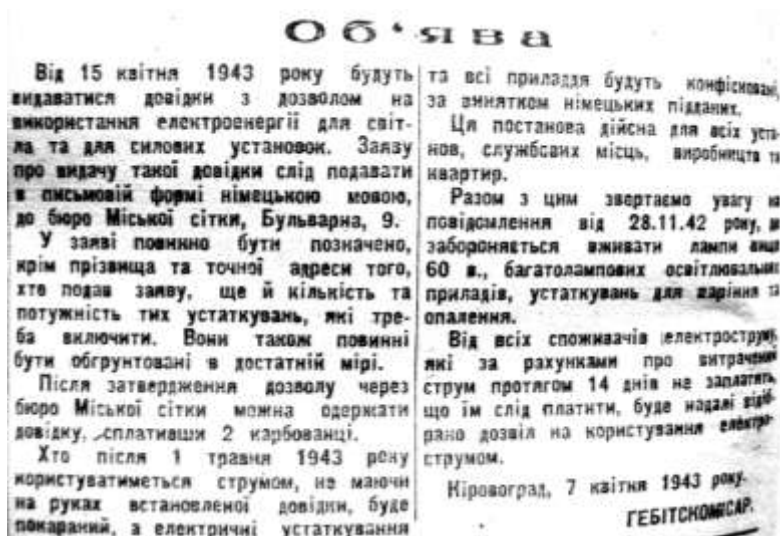 Об‘ява
Від 15 квітня 1943 року будуть
видаватися довідки з дозволом на
використання електроенергії для світ-
ла та для силових установок. Заяву
про видачу такої довідки слід подавати
в письмовій формі німецькою мовою,
до бюро Міської сітки, Бульварна, 9.
У заяві повинно бути позначено,
крім прізвища та точної адреси того,
хто подав заяву, ще й кількість та
потужність тих устаткувань, які тре-
ба включити. Вони також повинні
бути обгрунтовані в достатній мірі.
Після затвердження дозволу через
бюро Міської сітки можна одержати
довідку, сплативши 2 карбованці.
Хто після 1 травня 1943 року
користуватиметься струмом, не маючи
на руках встановленої довідки, буде
покараний, а електричні устаткування
та всі приладдя будуть конфісковані,
за винятком німецьких підданих.
Ця постанова дійсна для всіх уста-
нов, службових місць, виробництв та
квартир.
Разом з цим звертаємо увагу на
повідомлення від 28.11.42 року,
забороняється вживати лампи вище
60 в., багатолампових освітлювальних
приладів, устаткувань для варіння та
опалення.
Від всіх споживачів електроструму,
які за рахунками про витрачений
струм протягом 14 днів не заплатять,
що їм слід платити, буде надалі відіб-
рано дозвіл на користування електро-
струмом.
Кіровоград, 7 квітня 1943 року.
ГЕБІТСКОМІСАР.